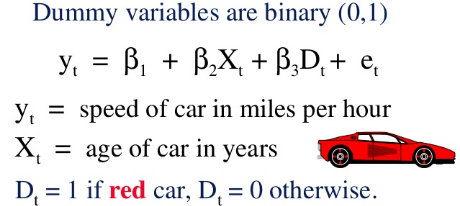 Dummy variables are binary (0,1)
yₜ = β₁ + β₂Xₜ + β₃Dₜ + eₜ
yₜ = speed of car in miles per hour
Xₜ = age of car in years
Dₜ = 1 if red car, Dₜ = 0 otherwise.